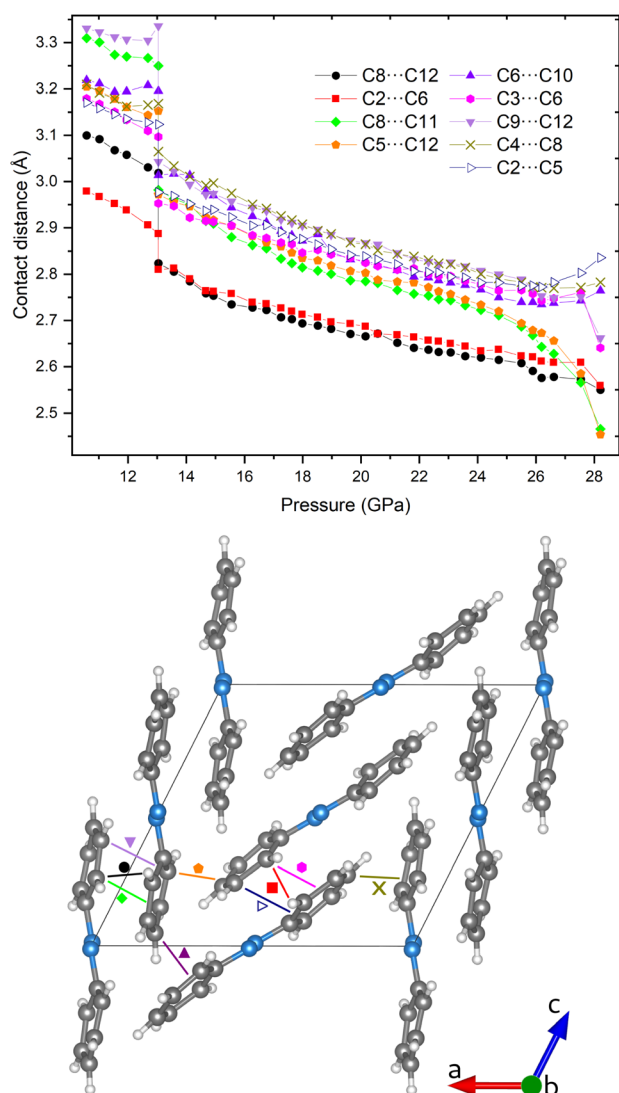 3.3
3.2
3.1
3.0
2.9
2.8
2.7
2.6
2.5
Contact distance (Å)
C8···C12
C2···C6
C8···C11
C5···C12
C6···C10
C3···C6
C9···C12
C4···C8
C2···C5
12 14 16 18 20 22 24 26 28
Pressure (GPa)
c
a
b